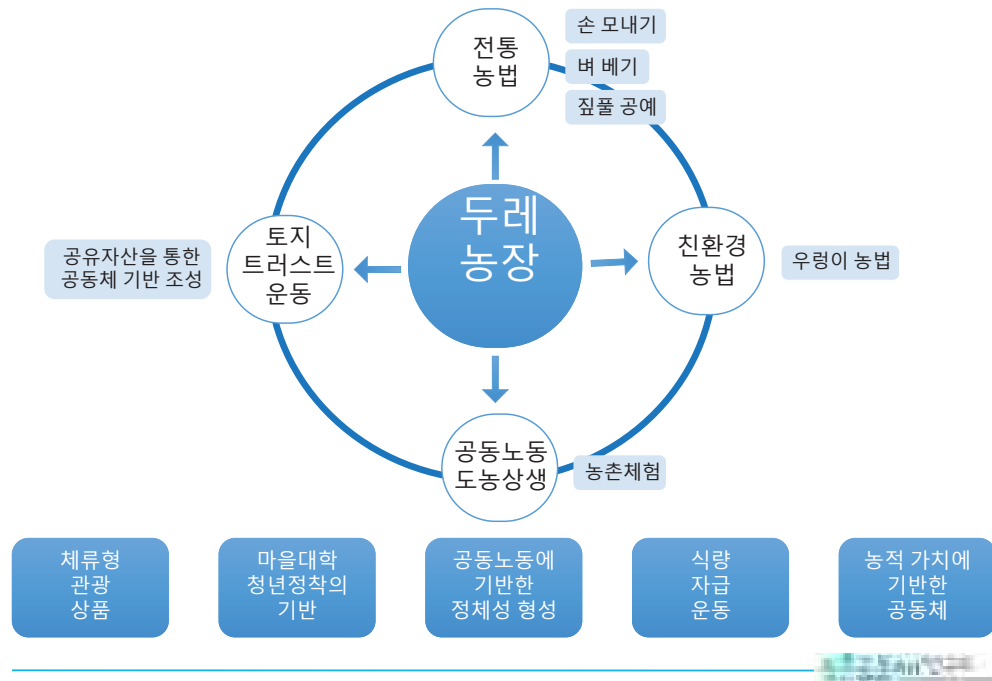 전통
농법
손 모내기
벼 베기
짚풀 공예
두레
농장
토지
트러스트
운동
공유자산을 통한
공동체 기반 조성
친환경
농법
우렁이 농법
공동노동
도농상생
농촌체험
체류형
관광
상품
마을대학
청년정착의
기반
공동노동에
기반한
정체성 형성
식량
자급
운동
농적 가치에
기반한
공동체